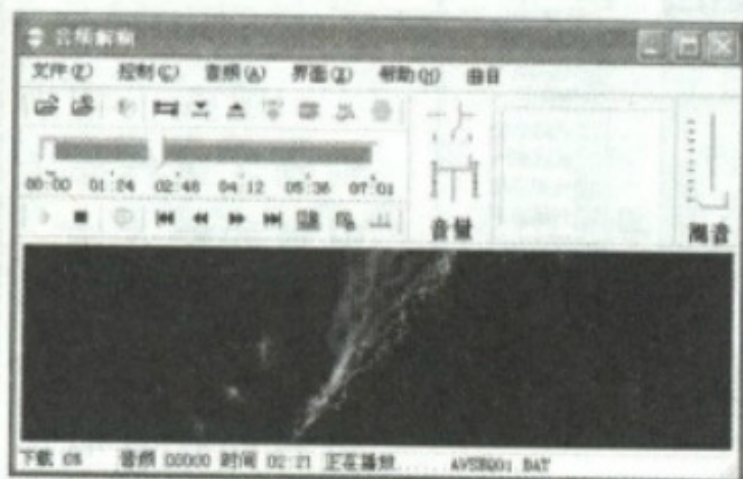 音频解霸
文件(F) 控制(C) 音频(A) 界面(I) 帮助(H) 曲目
00:00 01:24 02:48 04:12 05:36 07:01
音量
调音
下载 0% 音频 00000 时间 02:21 正在播放...... AVSEQ01 DAT